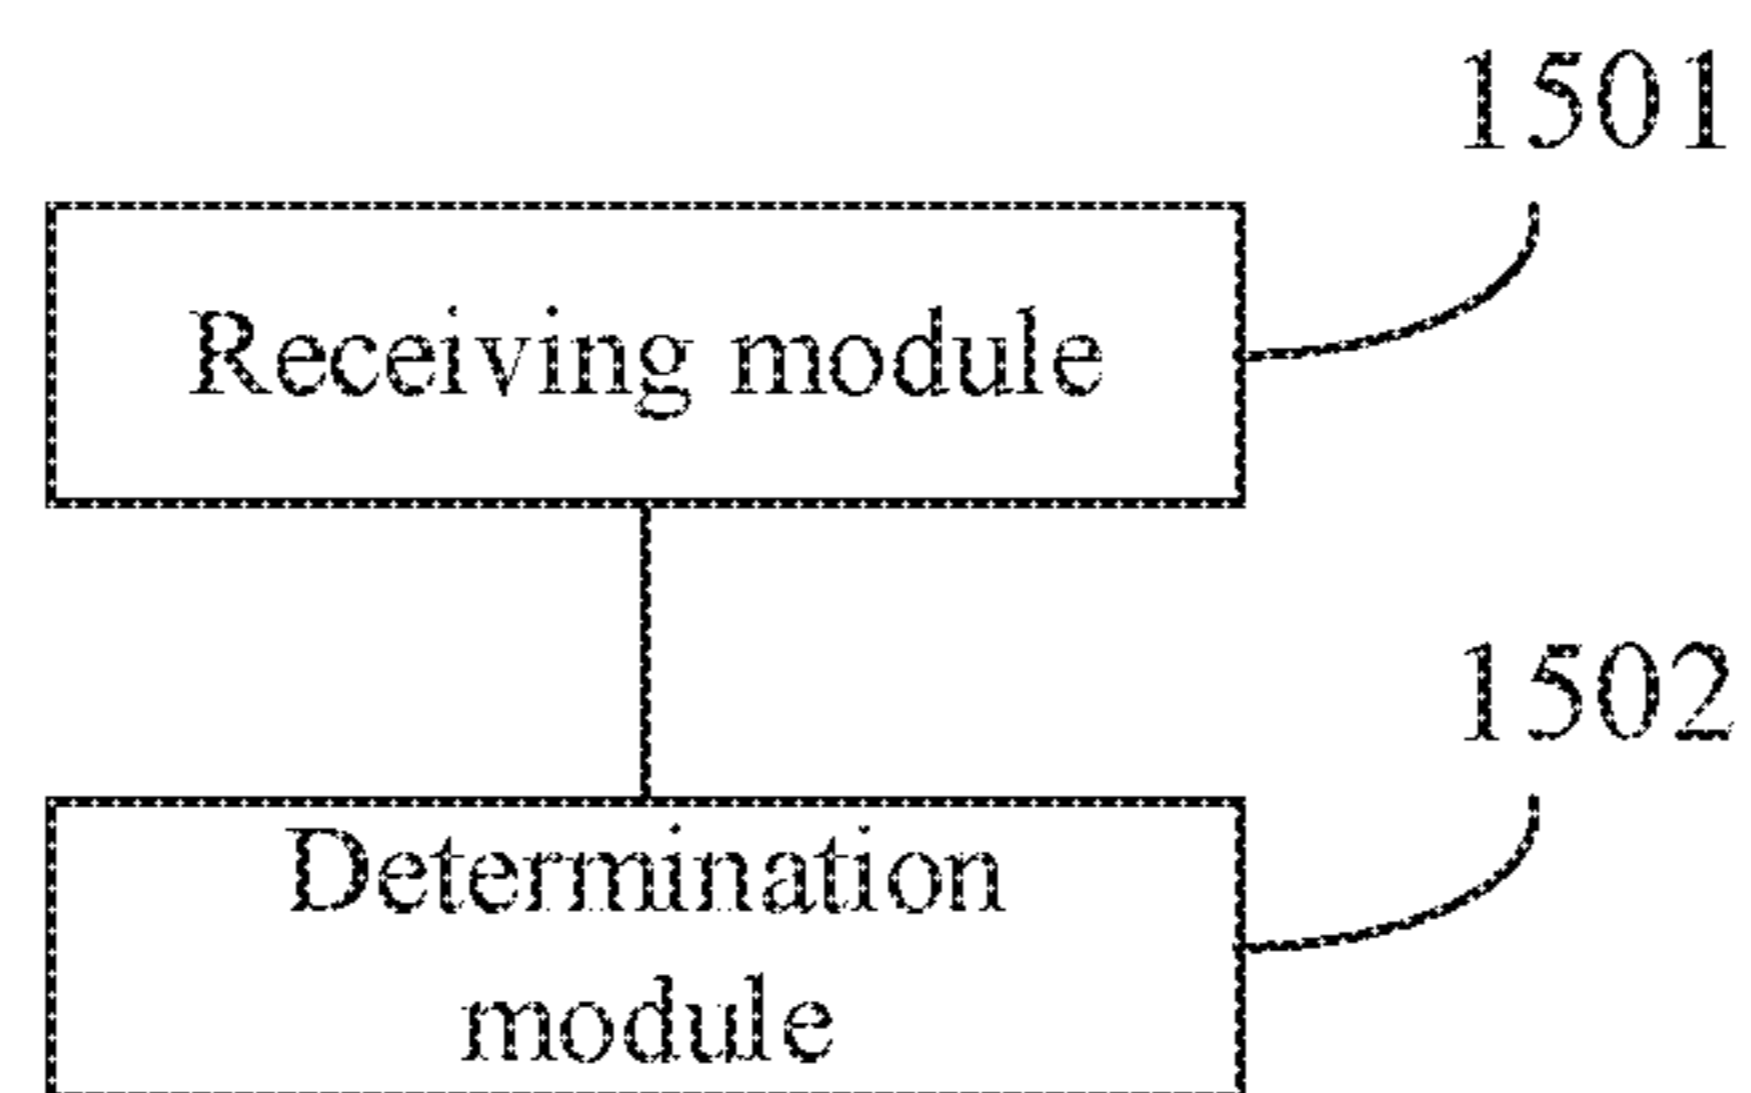 1501
Receiving module
1502
Determination
module